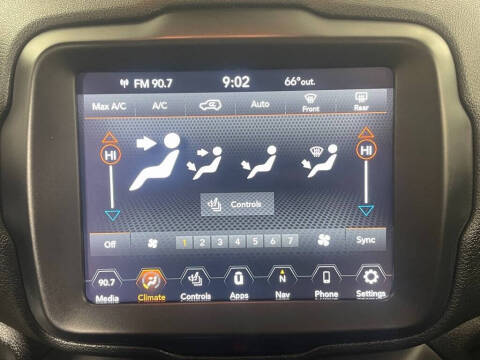 FM 90.7 9:02 66° out.
Max A/C A/C Auto Front Rear
HI HI
Controls
Off 1 2 3 4 5 6 7 Sync
90.7 N
Media Climate Controls Apps Nav Phone Settings